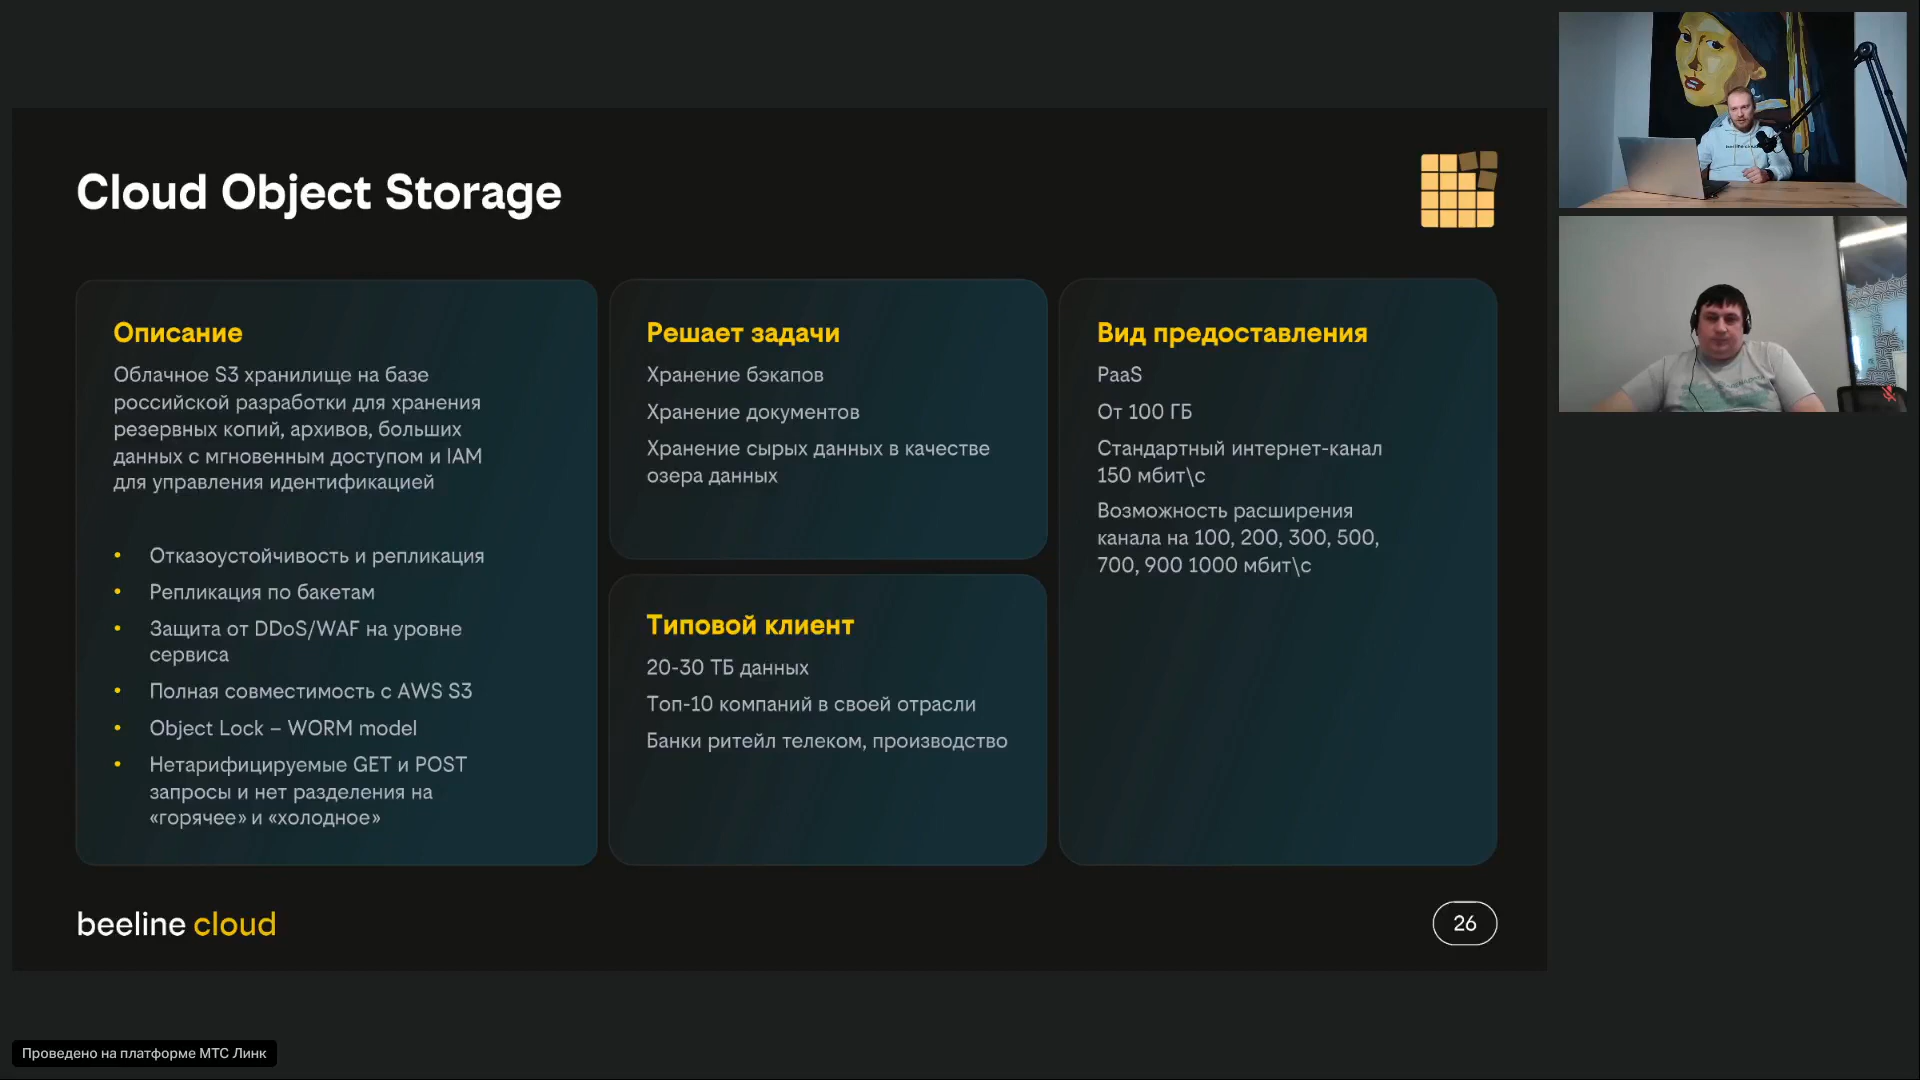 Cloud Object Storage
Описание
Облачное S3 хранилище на базе
российской разработки для хранения
резервных копий, архивов, больших
данных с мгновенным доступом и IAM
для управления идентификацией
• Отказоустойчивость и репликация
• Репликация по бакетам
• Защита от DDoS/WAF на уровне
сервиса
• Полная совместимость с AWS S3
• Object Lock – WORM model
• Нетарифицируемые GET и POST
запросы и нет разделения на
«горячее» и «холодное»
Решает задачи
Хранение бэкапов
Хранение документов
Хранение сырых данных в качестве
озера данных
Типовой клиент
20-30 ТБ данных
Топ-10 компаний в своей отрасли
Банки ритейл телеком, производство
Вид предоставления
PaaS
От 100 ГБ
Стандартный интернет-канал
150 мбит\с
Возможность расширения
канала на 100, 200, 300, 500,
700, 900 1000 мбит\с
beeline cloud
26
Проведено на платформе МТС Линк